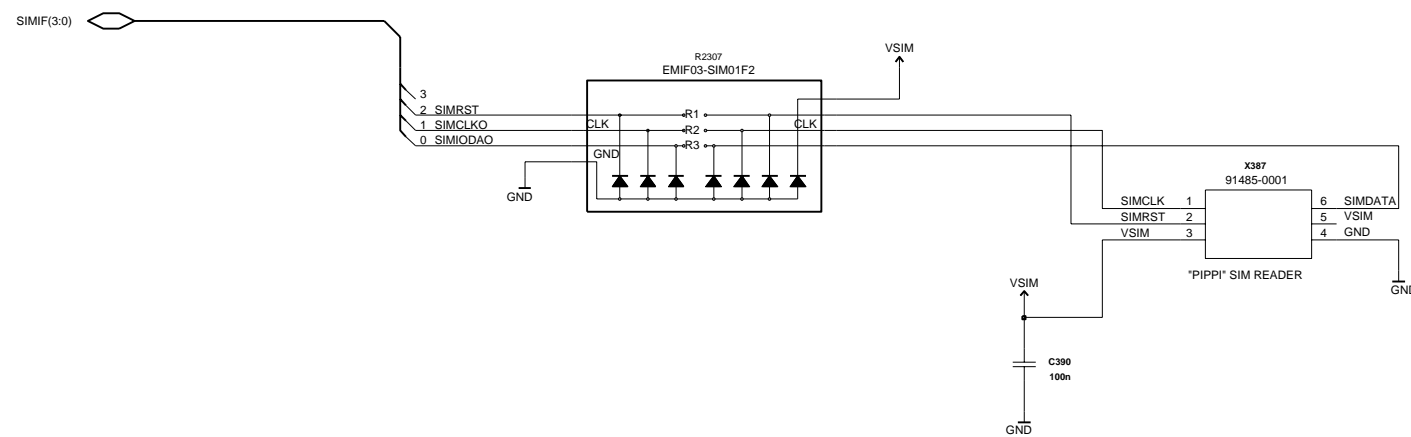 SIMIF(3:0)
VSIM
R2307
EMIF03-SIM01F2
3
2 SIMRST
1 SIMCLKO
0 SIMIODAO
R1
CLK R2 CLK
R3
GND
GND
X387
91485-0001
SIMCLK 1 6 SIMDATA
SIMRST 2 5 VSIM
VSIM 3 4 GND
"PIPPI" SIM READER
GND
VSIM
C390
100n
GND